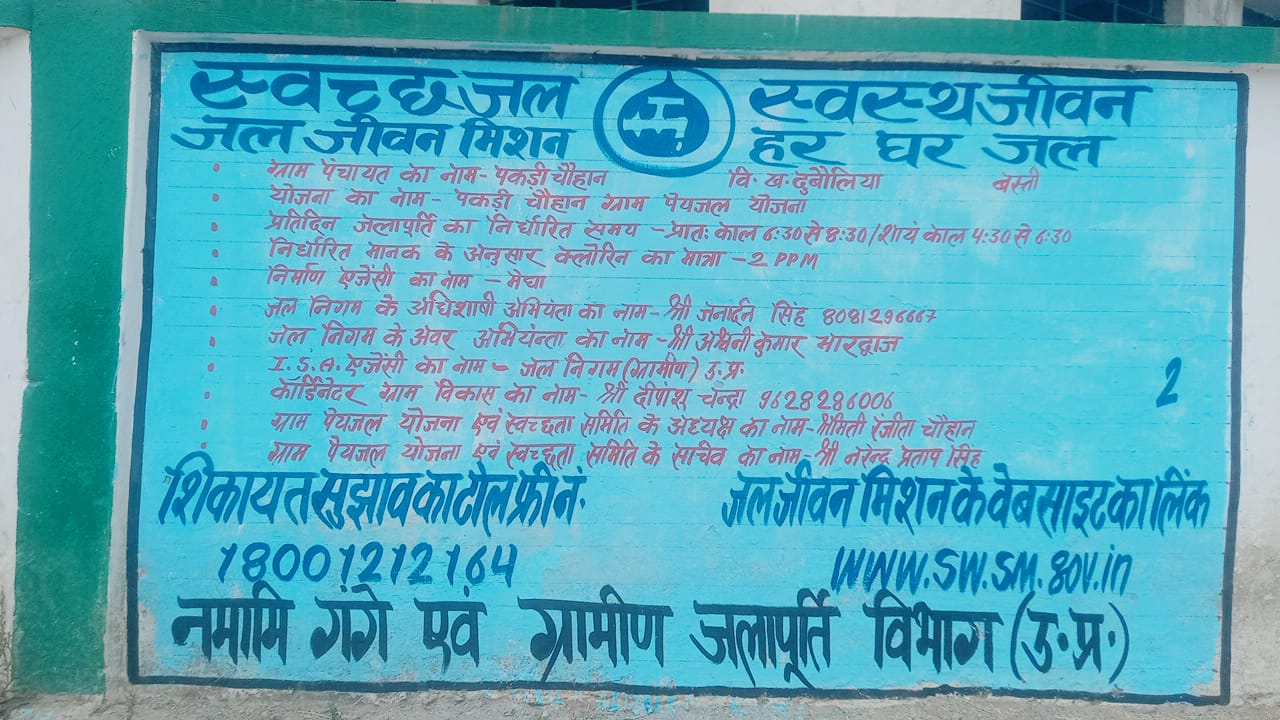 स्वच्छ जल स्वस्थ जीवन
जल जीवन मिशन हर घर जल
ग्राम पंचायत का नाम- पकड़ी चौहान वि॰ख॰दुबौलिया बस्ती
योजना का नाम - पकड़ी चौहान ग्राम पेयजल योजना
प्रतिदिन जलापूर्ति का निर्धारित समय - प्रातः काल 6:30 से 8:30/शायं काल 4:30 से 6:30
निर्धारित मानक के अनुसार क्लोरिन का मात्रा - 2 PPM
निर्माण एजेंसी का नाम - मेघा
जल निगम के अधिशाषी अभियंता का नाम- श्री जनार्दन सिंह 8081296667
जल निगम के अवर अभियन्ता का नाम - श्री अश्विनी कुमार भारद्वाज
I.S.A. एजेंसी का नाम - जल निगम (ग्रामीण) उ॰प्र॰
कोर्डिनेटर ग्राम विकास का नाम- श्री दीपांशु चन्द्रा 9628286006
ग्राम पेयजल योजना एवं स्वच्छता समिति के अध्यक्ष का नाम- श्रीमती रंजीता चौहान
ग्राम पेयजल योजना एवं स्वच्छता समिति के सचिव का नाम- श्री नरेन्द्र प्रताप सिंह
2
शिकायत सुझाव का टोल फ्री नं॰ जल जीवन मिशन के वेबसाइट का लिंक
18001212164 www.sw.sm.gov.in
नमामि गंगे एवं ग्रामीण जलापूर्ति विभाग (उ॰प्र॰)